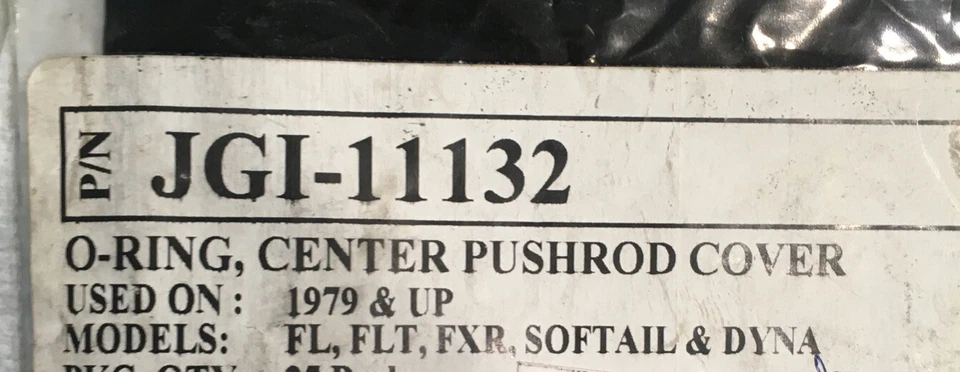 P/N JGI-11132
O-RING, CENTER PUSHROD COVER
USED ON : 1979 & UP
MODELS: FL, FLT, FXR, SOFTAIL & DYNA